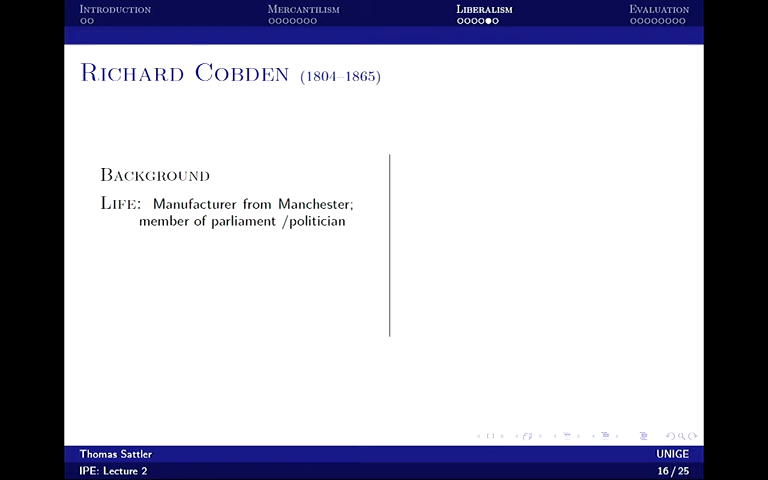 Introduction Mercantilism Liberalism Evaluation
Richard Cobden (1804–1865)
Background
Life: Manufacturer from Manchester;
member of parliament /politician
Thomas Sattler UNIGE
IPE: Lecture 2 16 / 25